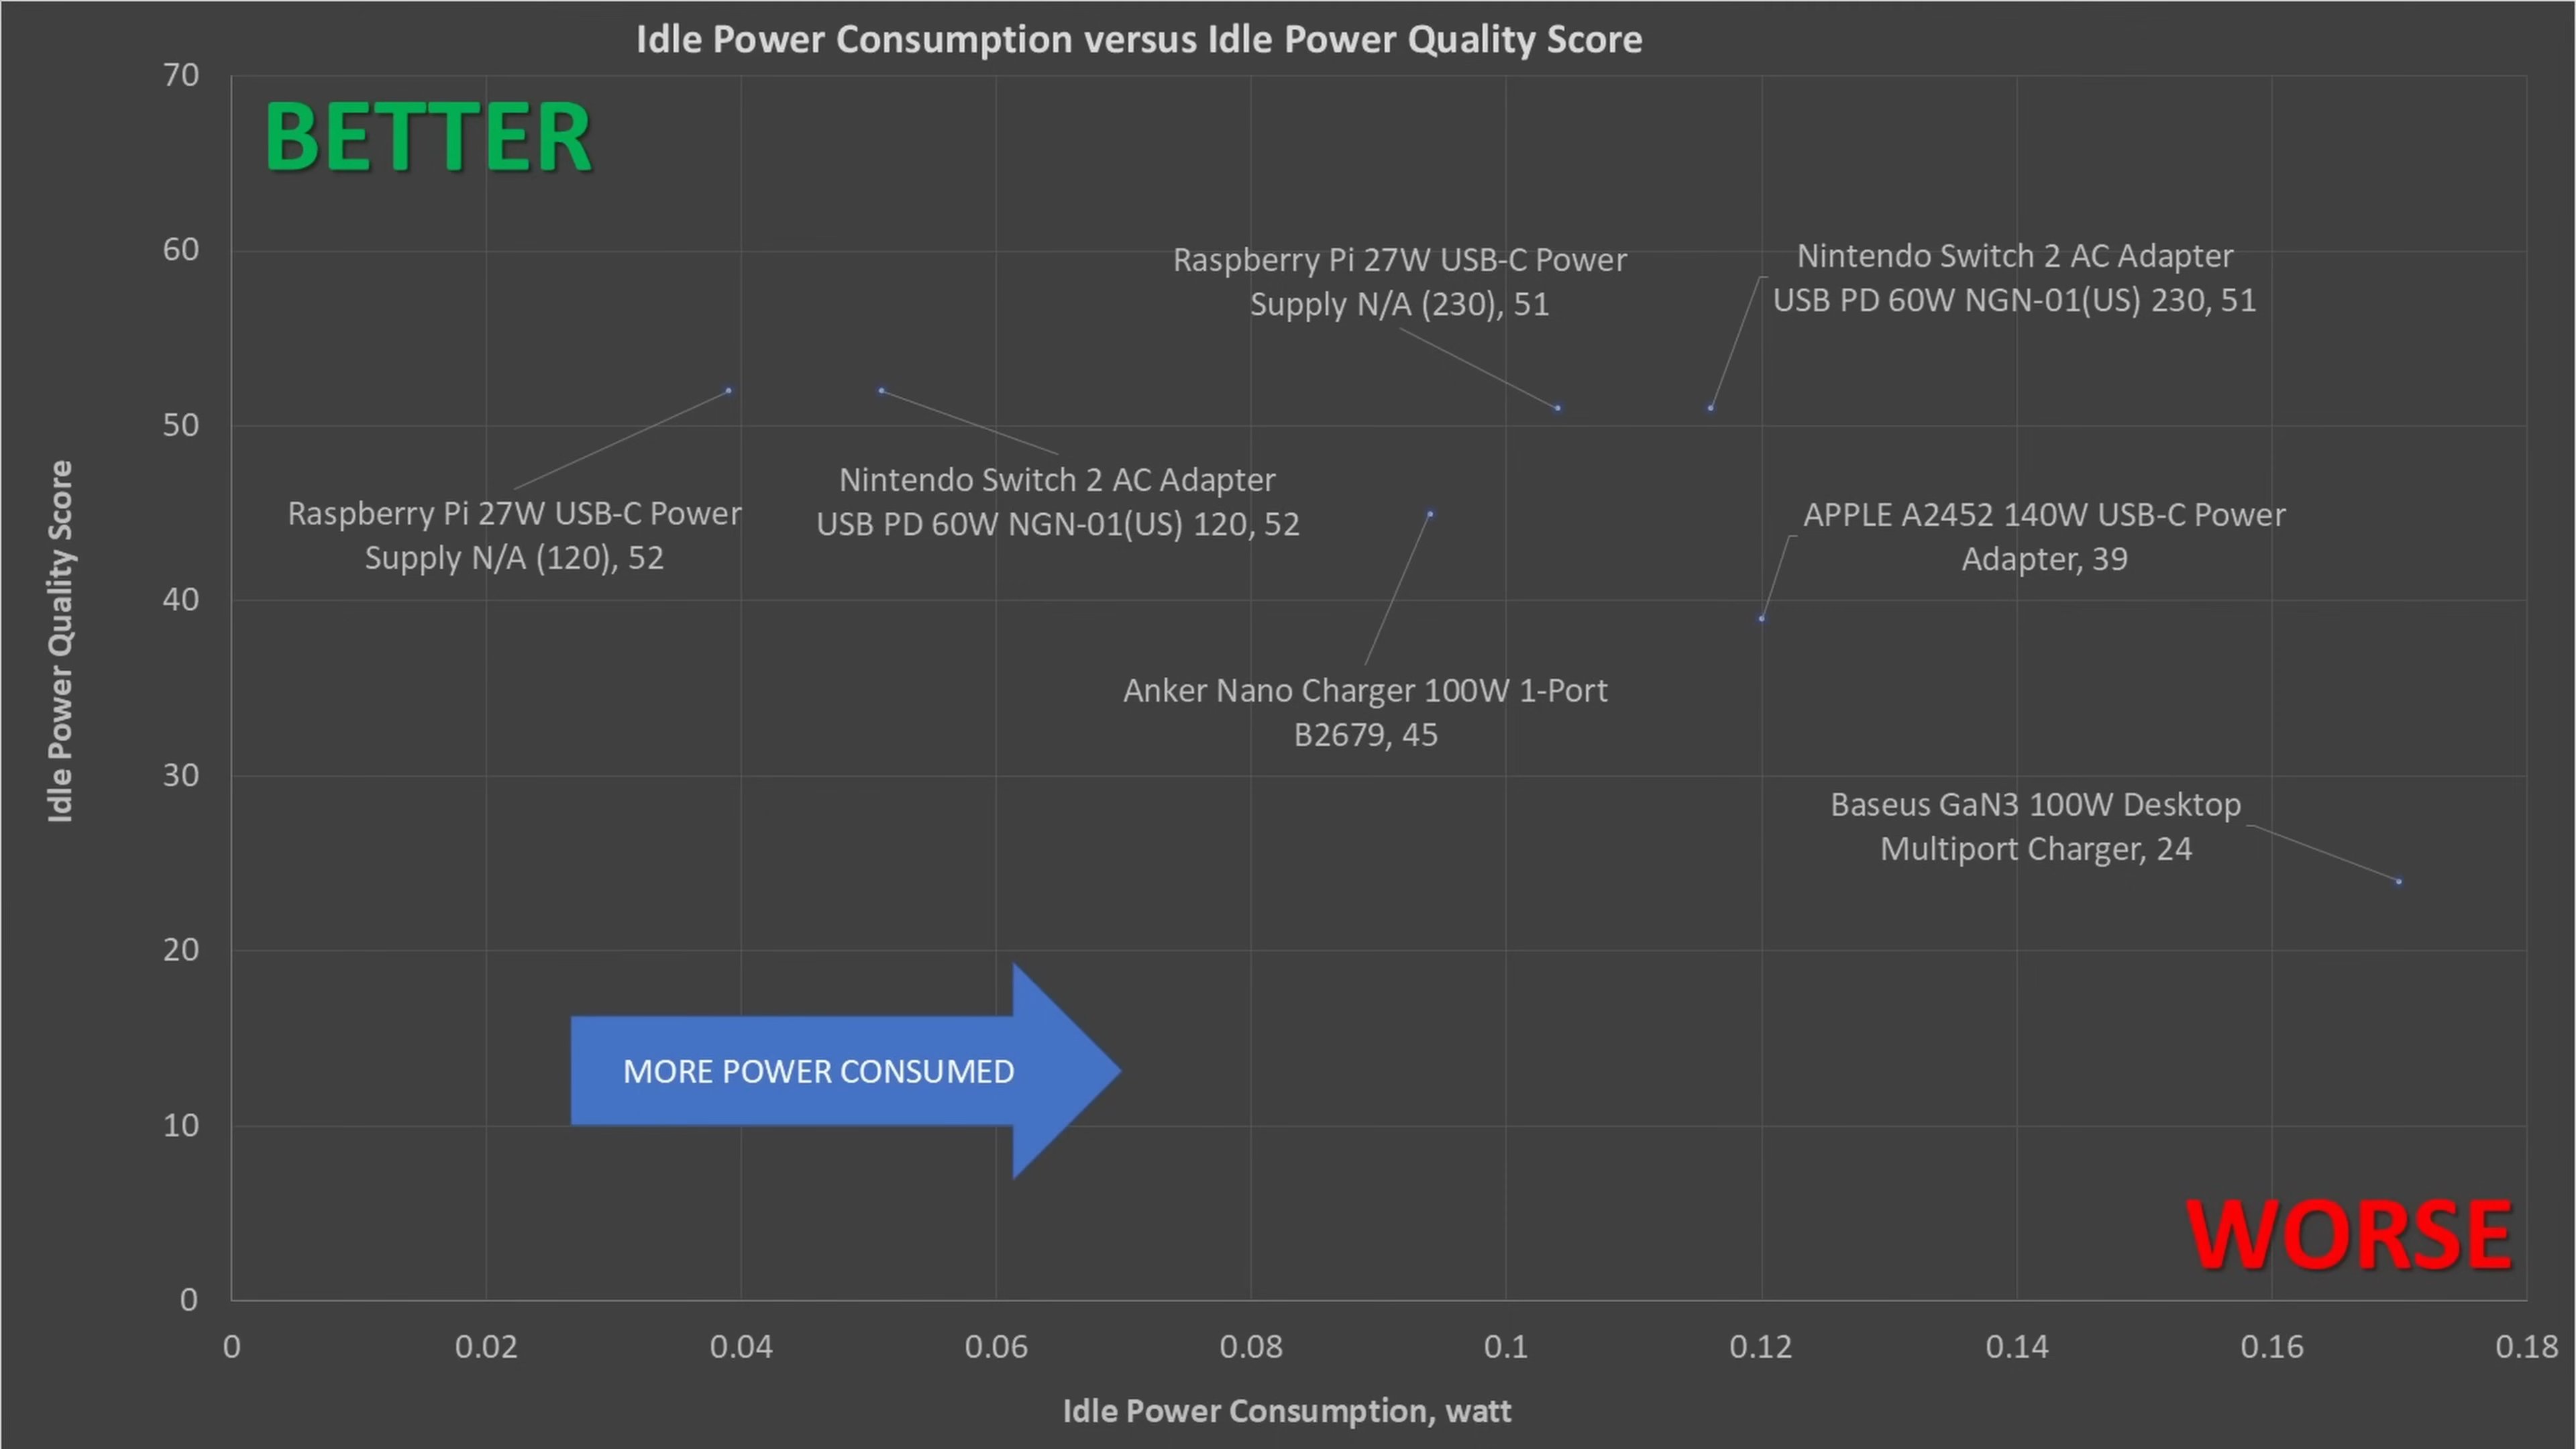 Idle Power Consumption versus Idle Power Quality Score
70
BETTER
60
Raspberry Pi 27W USB-C Power
Supply N/A (230), 51
Nintendo Switch 2 AC Adapter
USB PD 60W NGN-01(US) 230, 51
50
Raspberry Pi 27W USB-C Power
Supply N/A (120), 52
Nintendo Switch 2 AC Adapter
USB PD 60W NGN-01(US) 120, 52
APPLE A2452 140W USB-C Power
Adapter, 39
40
Anker Nano Charger 100W 1-Port
B2679, 45
30
Baseus GaN3 100W Desktop
Multiport Charger, 24
20
MORE POWER CONSUMED
10
WORSE
0
Idle Power Quality Score
0 0.02 0.04 0.06 0.08 0.1 0.12 0.14 0.16 0.18
Idle Power Consumption, watt